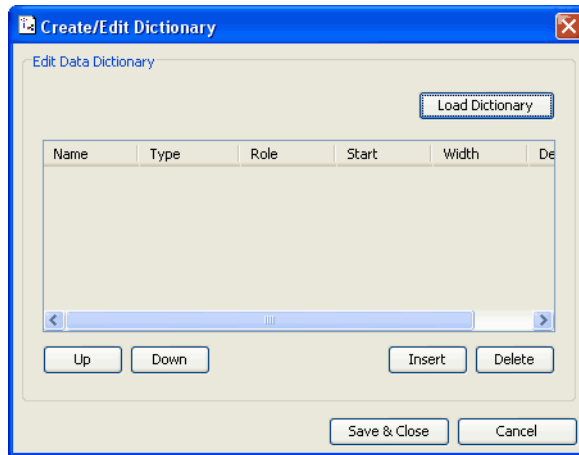 Create/Edit Dictionary
Edit Data Dictionary
Load Dictionary
Name Type Role Start Width De
Up Down Insert Delete
Save & Close Cancel